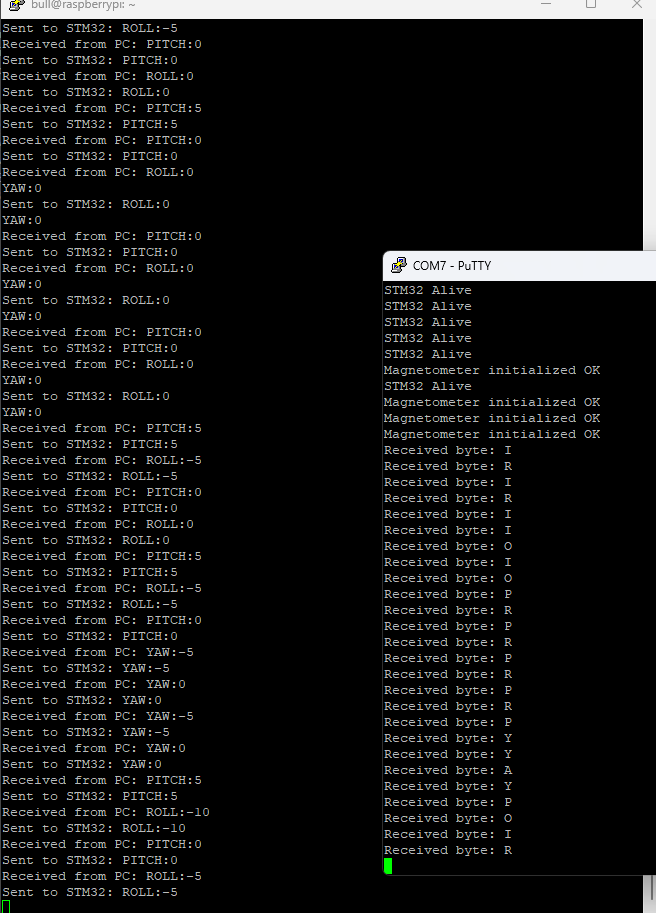 bull@raspberrypi: ~
Sent to STM32: ROLL:-5
Received from PC: PITCH:0
Sent to STM32: PITCH:0
Received from PC: ROLL:0
Sent to STM32: ROLL:0
Received from PC: PITCH:5
Sent to STM32: PITCH:5
Received from PC: PITCH:0
Sent to STM32: PITCH:0
Received from PC: ROLL:0
YAW:0
Sent to STM32: ROLL:0
YAW:0
Received from PC: PITCH:0
Sent to STM32: PITCH:0
Received from PC: ROLL:0
YAW:0
Sent to STM32: ROLL:0
YAW:0
Received from PC: PITCH:0
Sent to STM32: PITCH:0
Received from PC: ROLL:0
YAW:0
Sent to STM32: ROLL:0
YAW:0
Received from PC: PITCH:5
Sent to STM32: PITCH:5
Received from PC: ROLL:-5
Sent to STM32: ROLL:-5
Received from PC: PITCH:0
Sent to STM32: PITCH:0
Received from PC: ROLL:0
Sent to STM32: ROLL:0
Received from PC: PITCH:5
Sent to STM32: PITCH:5
Received from PC: ROLL:-5
Sent to STM32: ROLL:-5
Received from PC: PITCH:0
Sent to STM32: PITCH:0
Received from PC: YAW:-5
Sent to STM32: YAW:-5
Received from PC: YAW:0
Sent to STM32: YAW:0
Received from PC: YAW:-5
Sent to STM32: YAW:-5
Received from PC: YAW:0
Sent to STM32: YAW:0
Received from PC: PITCH:5
Sent to STM32: PITCH:5
Received from PC: ROLL:-10
Sent to STM32: ROLL:-10
Received from PC: PITCH:0
Sent to STM32: PITCH:0
Received from PC: ROLL:-5
Sent to STM32: ROLL:-5
COM7 - PuTTY
STM32 Alive
STM32 Alive
STM32 Alive
STM32 Alive
STM32 Alive
Magnetometer initialized OK
STM32 Alive
Magnetometer initialized OK
Magnetometer initialized OK
Magnetometer initialized OK
Received byte: I
Received byte: R
Received byte: I
Received byte: R
Received byte: I
Received byte: I
Received byte: O
Received byte: I
Received byte: O
Received byte: P
Received byte: R
Received byte: P
Received byte: R
Received byte: P
Received byte: R
Received byte: P
Received byte: R
Received byte: P
Received byte: Y
Received byte: Y
Received byte: A
Received byte: Y
Received byte: P
Received byte: O
Received byte: I
Received byte: R